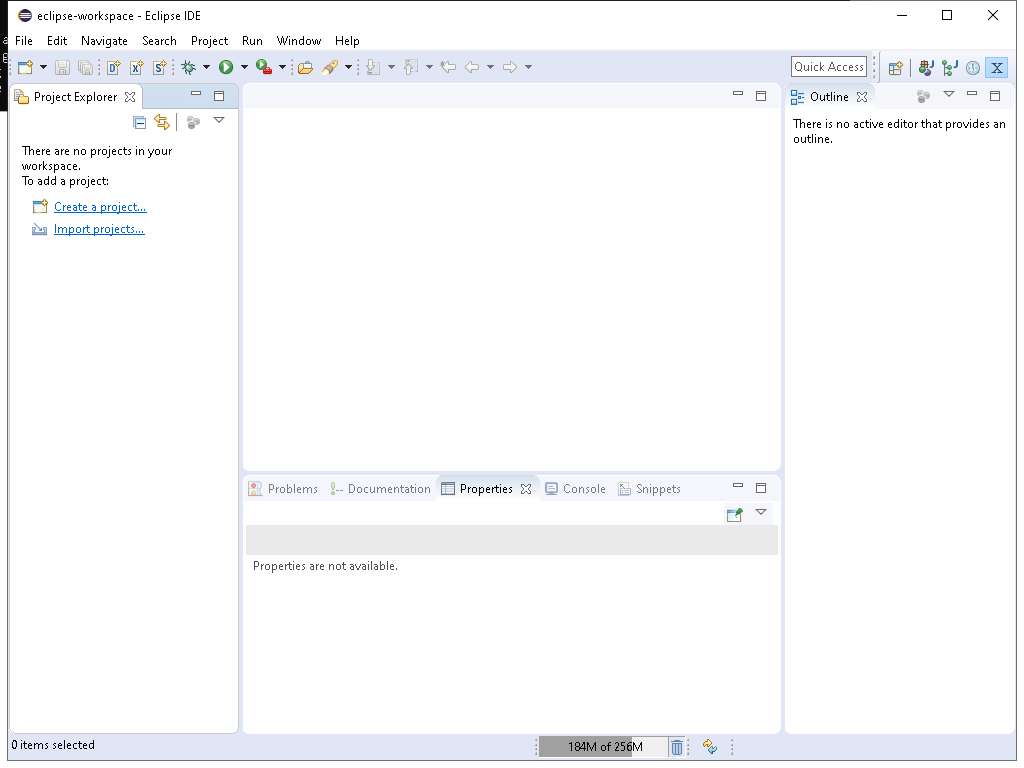 eclipse-workspace - Eclipse IDE
File Edit Navigate Search Project Run Window Help
Quick Access
Project Explorer
There are no projects in your
workspace.
To add a project:
Create a project...
Import projects...
Outline
There is no active editor that provides an
outline.
Problems Documentation Properties Console Snippets
Properties are not available.
0 items selected
184M of 256M